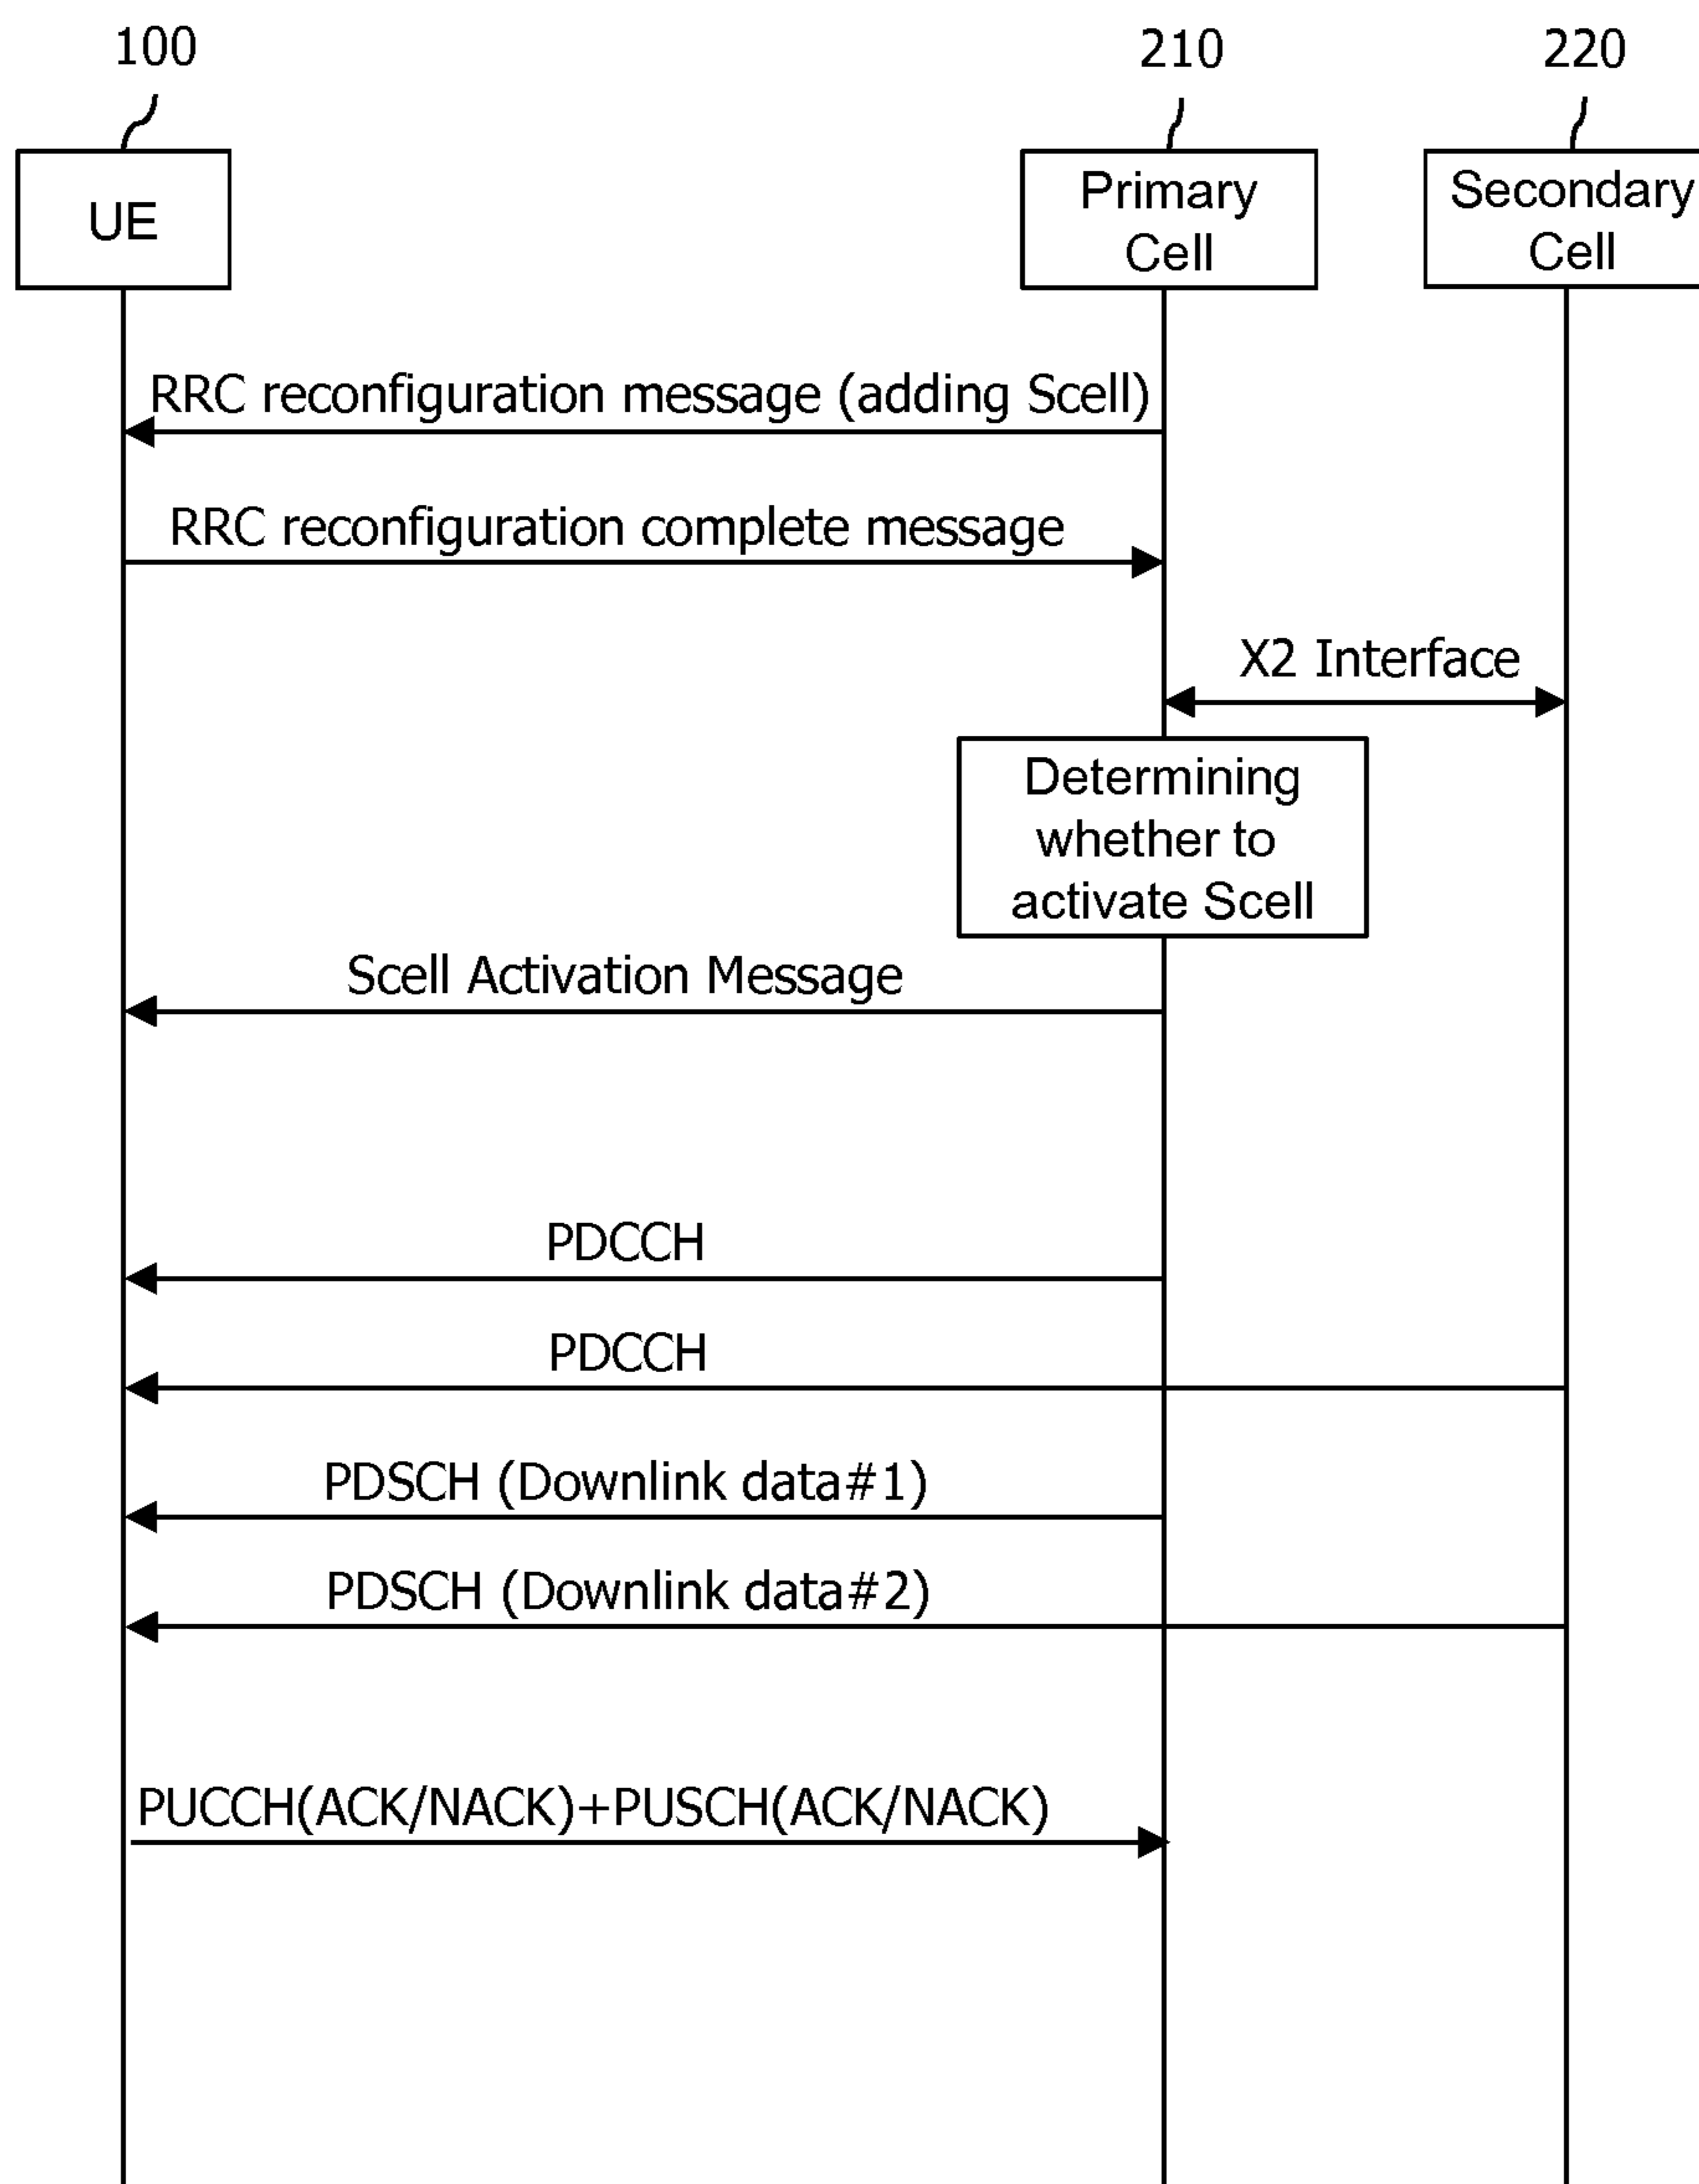 100
210
220
UE
Primary
Cell
Secondary
Cell
RRC reconfiguration message (adding Scell)
RRC reconfiguration complete message
X2 Interface
Determining
whether to
activate Scell
Scell Activation Message
PDCCH
PDCCH
PDSCH (Downlink data#1)
PDSCH (Downlink data#2)
PUCCH(ACK/NACK)+PUSCH(ACK/NACK)